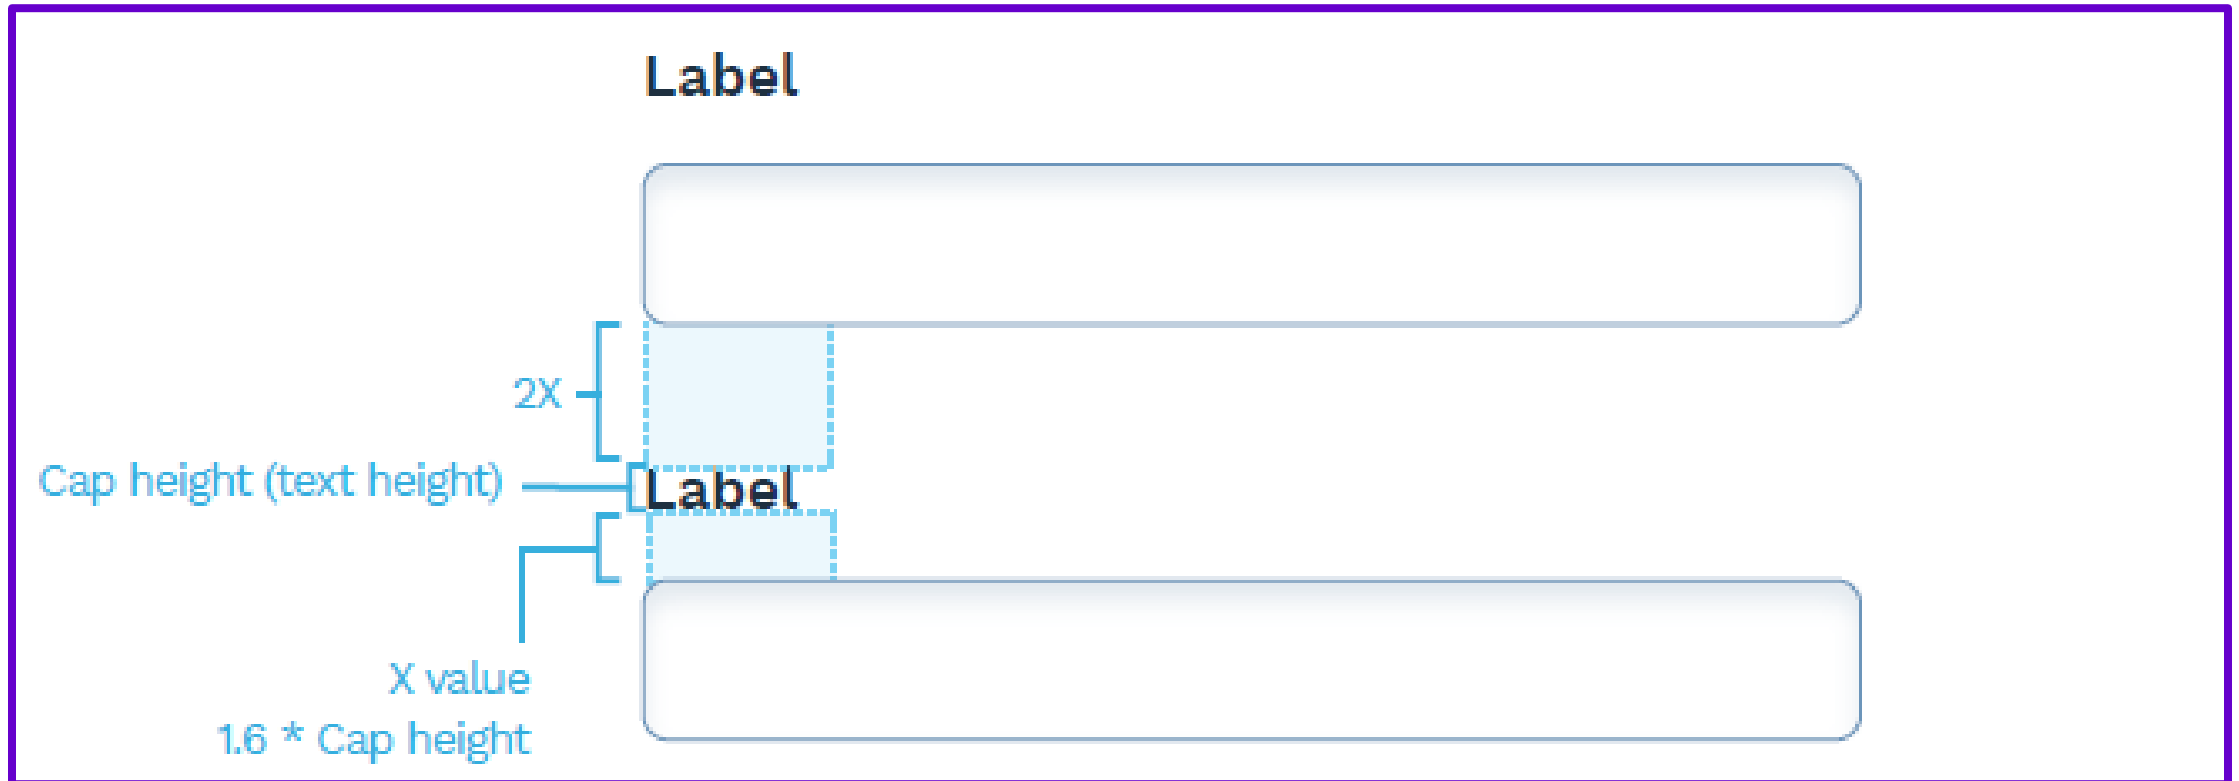 Label
2X
Cap height (text height)
Label
X value
1.6 * Cap height